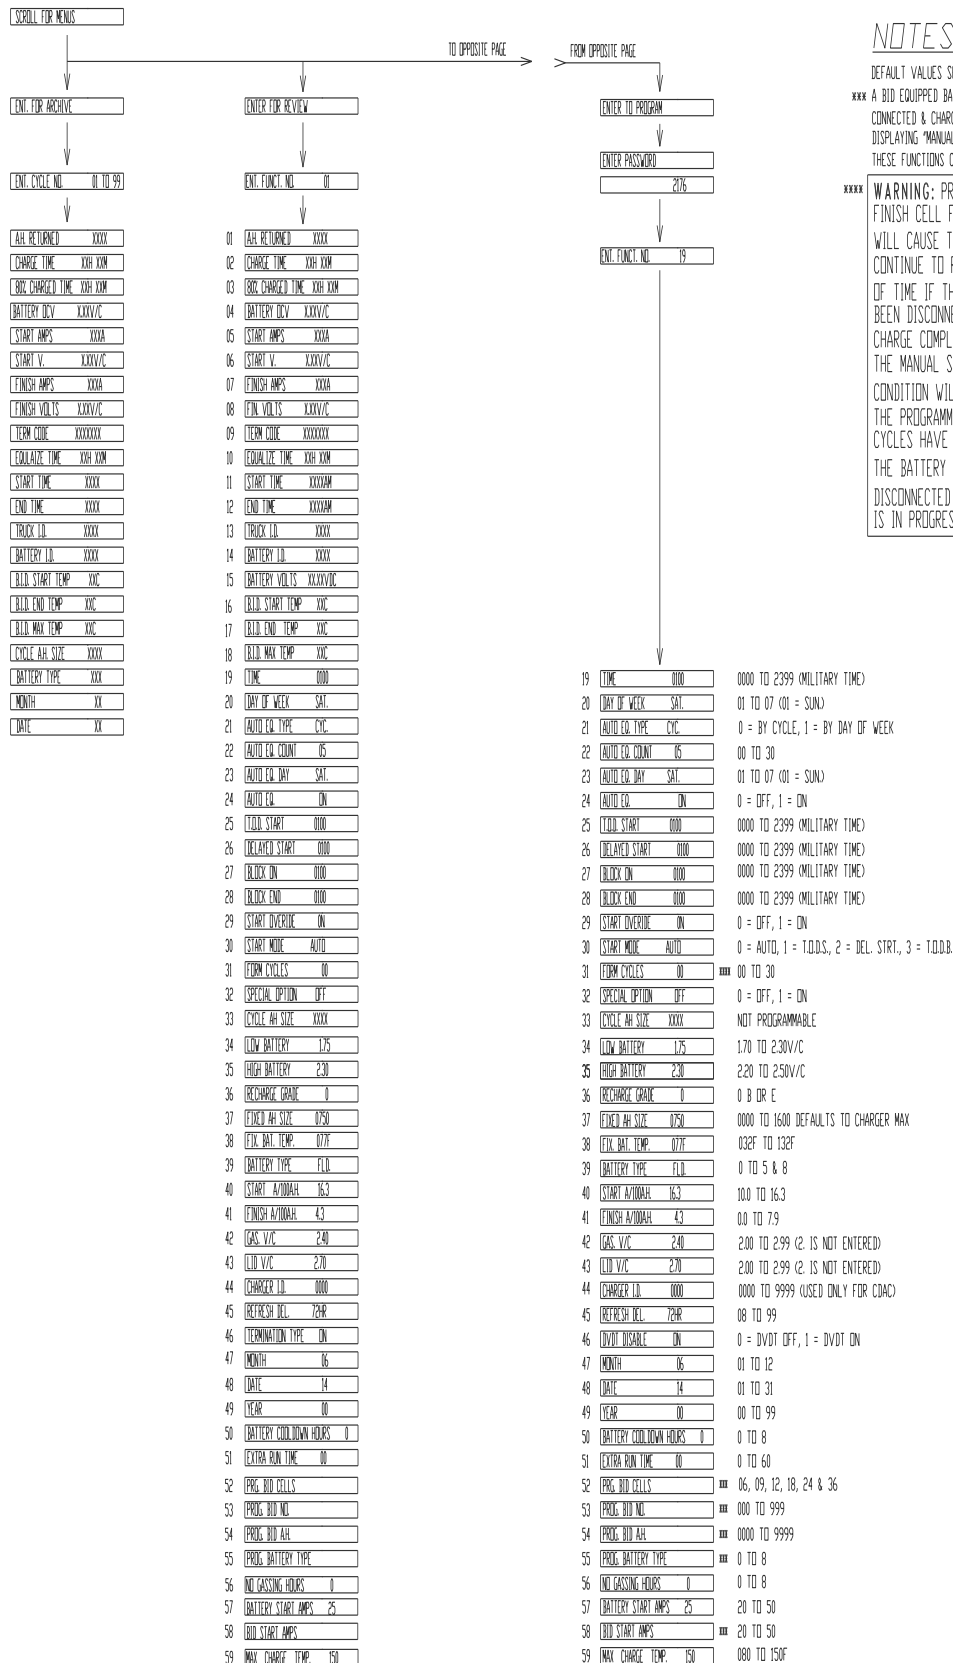 SCROLL FOR MENUS
TO OPPOSITE PAGE
ENT. FOR ARCHIVE
ENT. CYCLE NO. 01 TO 99
A.H. RETURNED XXXX
CHARGE TIME XXH XXM
80% CHARGED TIME XXH XXM
BATTERY OCV X.XXV/C
START AMPS XXXA
START V. X.XXV/C
FINISH AMPS XXXA
FINISH VOLTS X.XXV/C
TERM CODE XXXXXXX
EQULAIZE TIME XXH XXM
START TIME XXXX
END TIME XXXX
TRUCK I.D. XXXX
BATTERY I.D. XXXX
B.I.D. START TEMP XXC
B.I.D. END TEMP XXC
B.I.D. MAX TEMP XXC
CYCLE A.H. SIZE XXXX
BATTERY TYPE XXX
MONTH XX
DATE XX
ENTER FOR REVIEW
ENT. FUNCT. NO. 01
01 A.H. RETURNED XXXX
02 CHARGE TIME XXH XXM
03 80% CHARGED TIME XXH XXM
04 BATTERY OCV X.XXV/C
05 START AMPS XXXA
06 START V. X.XXV/C
07 FINISH AMPS XXXA
08 FIN. VOLTS X.XXV/C
09 TERM CODE XXXXXXX
10 EQUALIZE TIME XXH XXM
11 START TIME XXXXAM
12 END TIME XXXXAM
13 TRUCK I.D. XXXX
14 BATTERY I.D. XXXX
15 BATTERY VOLTS XX.XXVDC
16 B.I.D. START TEMP XXC
17 B.I.D. END TEMP XXC
18 B.I.D. MAX TEMP XXC
19 TIME 0100
20 DAY OF WEEK SAT.
21 AUTO EQ. TYPE CYC.
22 AUTO EQ. COUNT 05
23 AUTO EQ. DAY SAT.
24 AUTO EQ. ON
25 T.O.D. START 0100
26 DELAYED START 0100
27 BLOCK ON 0100
28 BLOCK END 0100
29 START OVERIDE ON
30 START MODE AUTO
31 FORM CYCLES 00
32 SPECIAL OPTION OFF
33 CYCLE AH SIZE XXXX
34 LOW BATTERY 1.75
35 HIGH BATTERY 2.30
36 RECHARGE GRADE 0
37 FIXED AH SIZE 0750
38 FIX. BAT. TEMP. 077F
39 BATTERY TYPE FLD.
40 START A/100A.H. 16.3
41 FINISH A/100A.H. 4.3
42 GAS. V/C 2.40
43 LID V/C 2.70
44 CHARGER I.D. 0000
45 REFRESH DEL. 72HR
46 TERMINATION TYPE ON
47 MONTH 06
48 DATE 14
49 YEAR 00
50 BATTERY COOLDOWN HOURS 0
51 EXTRA RUN TIME 00
52 PRG. BID CELLS
53 PROG. BID NO.
54 PROG. BID A.H.
55 PROG. BATTERY TYPE
56 NO GASSING HOURS 0
57 BATTERY START AMPS 25
58 BID START AMPS
59 MAX CHARGE TEMP. 150
FROM OPPOSITE PAGE
ENTER TO PROGRAM
ENTER PASSWORD
2176
ENT. FUNCT. NO. 19
19 TIME 0100 0000 TO 2399 (MILITARY TIME)
20 DAY OF WEEK SAT. 01 TO 07 (01 = SUN.)
21 AUTO EQ. TYPE CYC. 0 = BY CYCLE, 1 = BY DAY OF WEEK
22 AUTO EQ. COUNT 05 00 TO 30
23 AUTO EQ. DAY SAT. 01 TO 07 (01 = SUN.)
24 AUTO EQ. ON 0 = OFF, 1 = ON
25 T.O.D. START 0100 0000 TO 2399 (MILITARY TIME)
26 DELAYED START 0100 0000 TO 2399 (MILITARY TIME)
27 BLOCK ON 0100 0000 TO 2399 (MILITARY TIME)
28 BLOCK END 0100 0000 TO 2399 (MILITARY TIME)
29 START OVERIDE ON 0 = OFF, 1 = ON
30 START MODE AUTO 0 = AUTO, 1 = T.O.D.S., 2 = DEL. STRT., 3 = T.O.D.B.
31 FORM CYCLES 00 *** 00 TO 30
32 SPECIAL OPTION OFF 0 = OFF, 1 = ON
33 CYCLE AH SIZE XXXX NOT PROGRAMMABLE
34 LOW BATTERY 1.75 1.70 TO 2.30V/C
35 HIGH BATTERY 2.30 2.20 TO 2.50V/C
36 RECHARGE GRADE 0 0 B OR E
37 FIXED AH SIZE 0750 0000 TO 1600 DEFAULTS TO CHARGER MAX
38 FIX. BAT. TEMP. 077F 032F TO 132F
39 BATTERY TYPE FLD. 0 TO 5 & 8
40 START A/100A.H. 16.3 10.0 TO 16.3
41 FINISH A/100A.H. 4.3 0.0 TO 7.9
42 GAS. V/C 2.40 2.00 TO 2.99 (2. IS NOT ENTERED)
43 LID V/C 2.70 2.00 TO 2.99 (2. IS NOT ENTERED)
44 CHARGER I.D. 0000 0000 TO 9999 (USED ONLY FOR CDAC)
45 REFRESH DEL. 72HR 08 TO 99
46 DVDT DISABLE ON 0 = DVDT OFF, 1 = DVDT ON
47 MONTH 06 01 TO 12
48 DATE 14 01 TO 31
49 YEAR 00 00 TO 99
50 BATTERY COOLDOWN HOURS 0 0 TO 8
51 EXTRA RUN TIME 00 0 TO 60
52 PRG. BID CELLS *** 06, 09, 12, 18, 24 & 36
53 PROG. BID NO. *** 000 TO 999
54 PROG. BID A.H. *** 0000 TO 9999
55 PROG. BATTERY TYPE *** 0 TO 8
56 NO GASSING HOURS 0 0 TO 8
57 BATTERY START AMPS 25 20 TO 50
58 BID START AMPS *** 20 TO 50
59 MAX CHARGE TEMP. 150 080 TO 150F
NOTES
DEFAULT VALUES S
*** A BID EQUIPPED BA
CONNECTED & CHARG
DISPLAYING "MANUAL
THESE FUNCTIONS
**** WARNING: PR
FINISH CELL F
WILL CAUSE T
CONTINUE TO
OF TIME IF TH
BEEN DISCONNE
CHARGE COMPL
THE MANUAL S
CONDITION WIL
THE PROGRAMM
CYCLES HAVE
THE BATTERY
DISCONNECTED
IS IN PROGRES